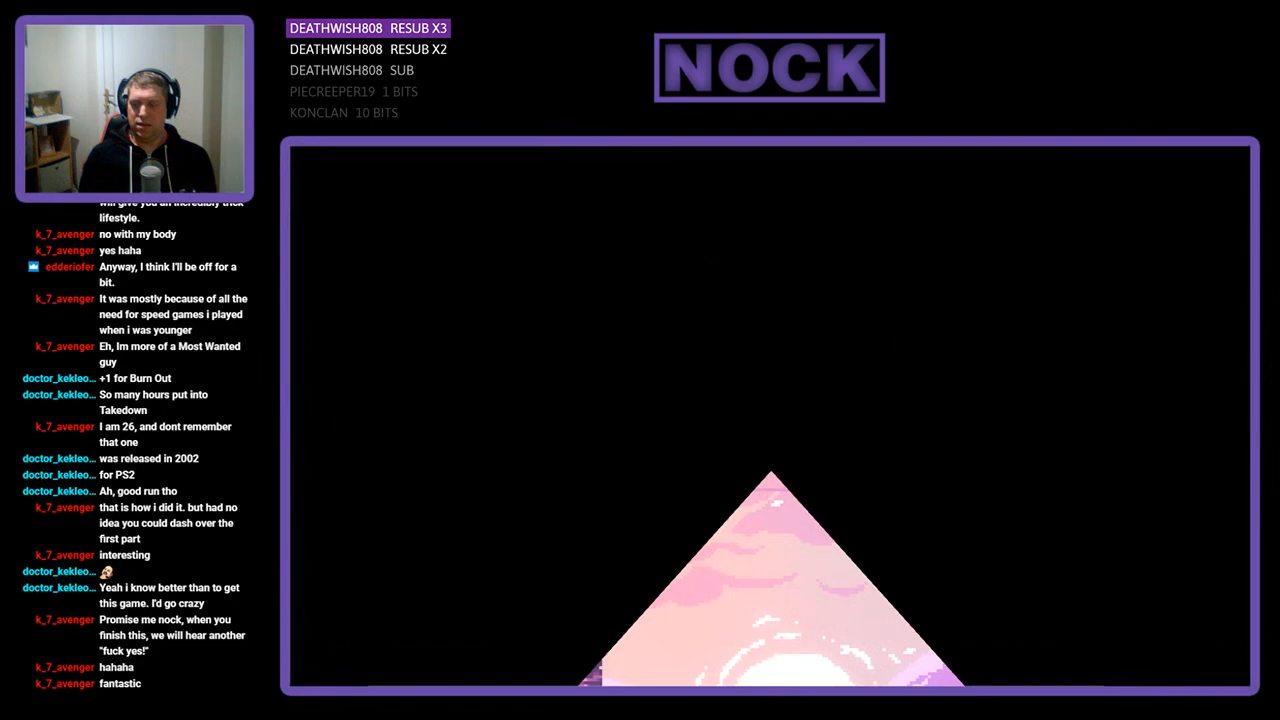 DEATHWISH808 RESUB X3
DEATHWISH808 RESUB X2
DEATHWISH808 SUB
PIECREEPER19 1 BITS
KONCLAN 10 BITS
NOCK
will give you an incredibly trick
lifestyle.
k_7_avenger no with my body
k_7_avenger yes haha
edderiofer Anyway, I think I'll be off for a
bit.
k_7_avenger It was mostly because of all the
need for speed games i played
when i was younger
k_7_avenger Eh, Im more of a Most Wanted
guy
doctor_kekleo... +1 for Burn Out
doctor_kekleo... So many hours put into
Takedown
k_7_avenger I am 26, and dont remember
that one
doctor_kekleo... was released in 2002
doctor_kekleo... for PS2
doctor_kekleo... Ah, good run tho
k_7_avenger that is how i did it. but had no
idea you could dash over the
first part
k_7_avenger interesting
doctor_kekleo...
doctor_kekleo... Yeah i know better than to get
this game. I'd go crazy
k_7_avenger Promise me nock, when you
finish this, we will hear another
"fuck yes!"
k_7_avenger hahaha
k_7_avenger fantastic